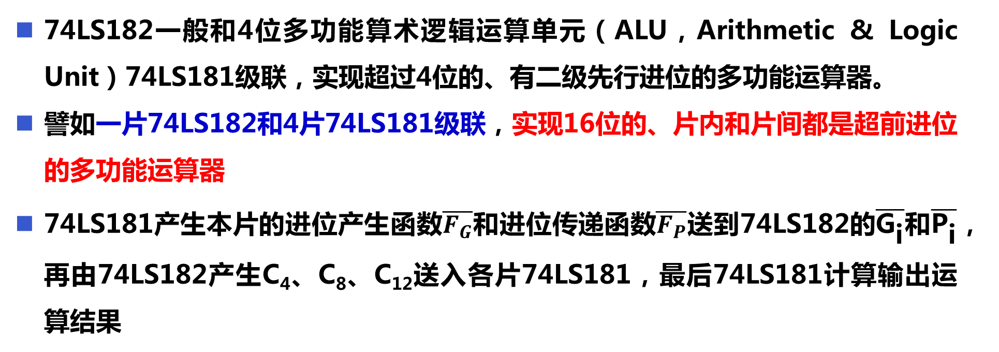 ■ 74LS182一般和4位多功能算术逻辑运算单元（ALU，Arithmetic & Logic
Unit）74LS181级联，实现超过4位的、有二级先行进位的多功能运算器。
■ 譬如一片74LS182和4片74LS181级联，实现16位的、片内和片间都是超前进位
的多功能运算器
■ 74LS181产生本片的进位产生函数$\overline{F_G}$和进位传递函数$\overline{F_P}$送到74LS182的$\overline{G_i}$和$\overline{P_i}$，
再由74LS182产生C₄、C₈、C₁₂送入各片74LS181，最后74LS181计算输出运
算结果